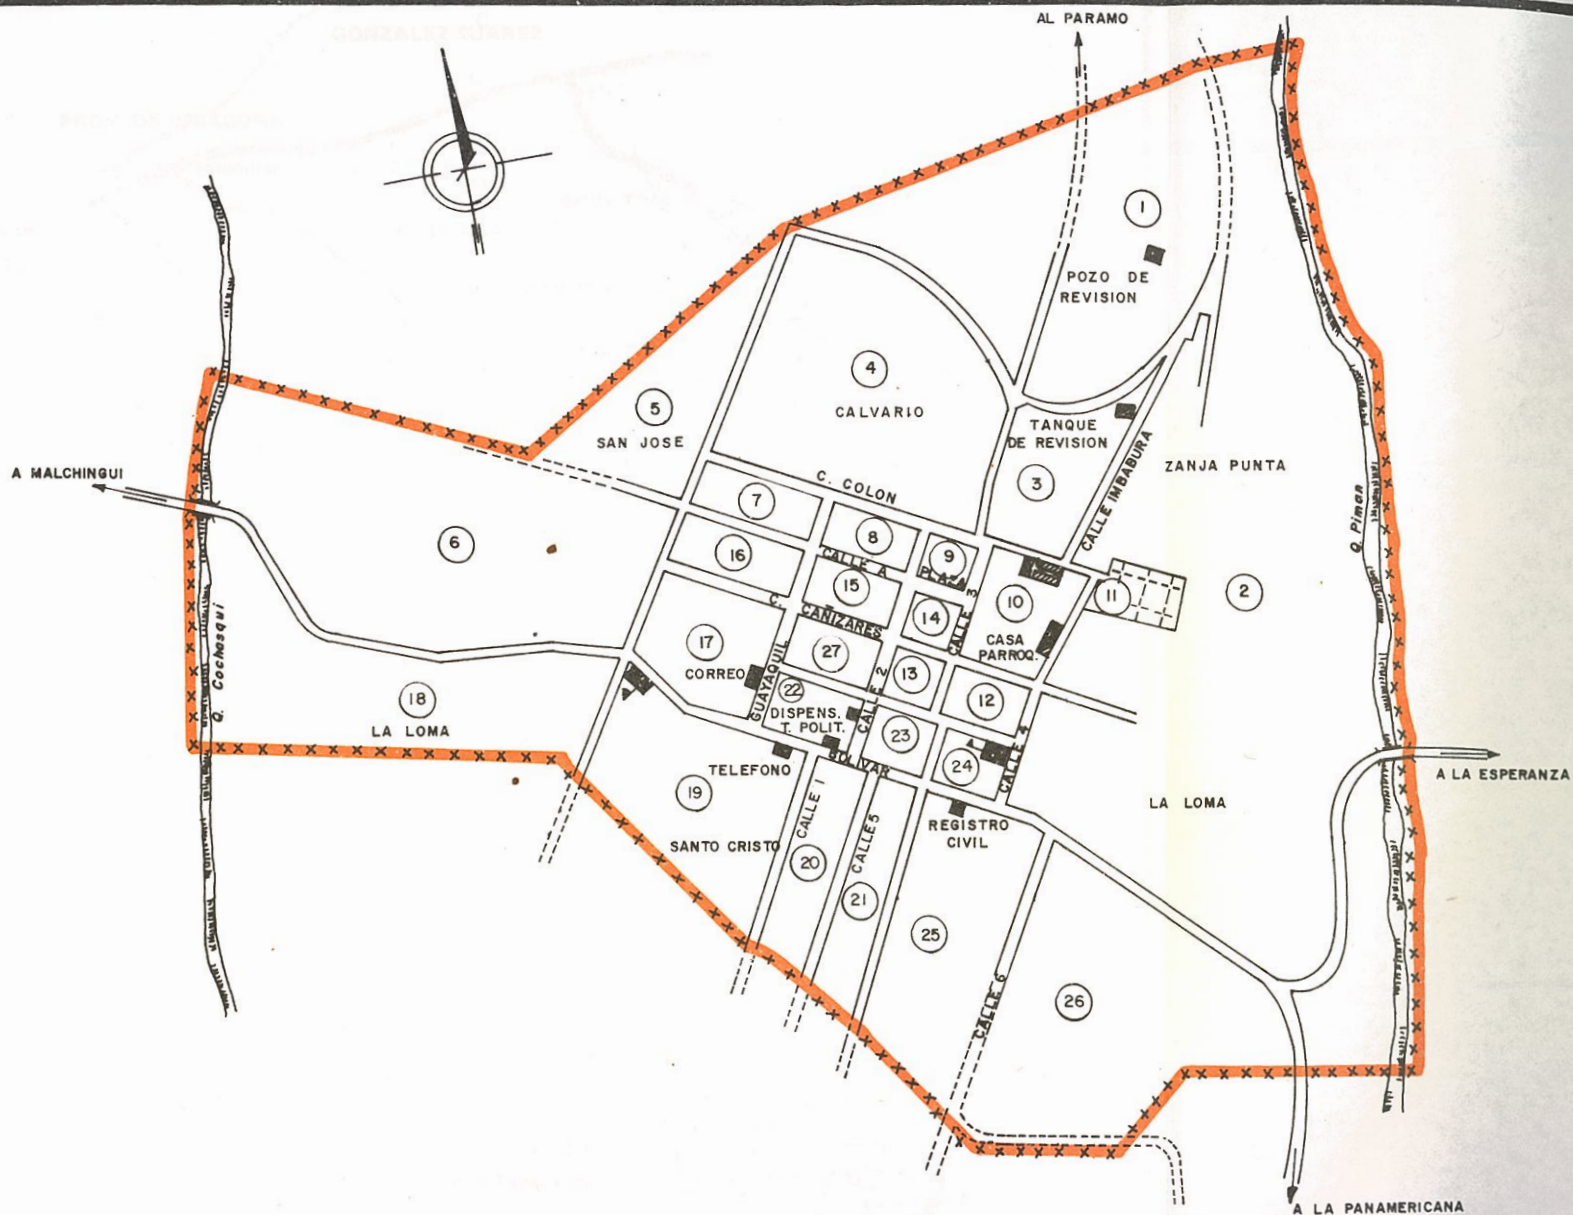 AL PARAMO
GONZALEZ SUAREZ
1
POZO DE
REVISION
4
CALVARIO
5
SAN JOSE
TANQUE
DE REVISION
3
ZANJA PUNTA
CALLE IMBABURA
A MALCHINGUI
C. COLON
7
8
9
6
16
CALLE A
PLAZA
15
10
11
2
Q. Piman
14
CALLE 3
C. CAÑIZARES
CASA
PARROQ.
Q. Cochasqui
17
CORREO
GUAYAQUIL
27
13
12
18
LA LOMA
22
DISPENS.
T. POLIT.
CALLE 2
23
24
CALLE 4
TELEFONO
BOLIVAR
A LA ESPERANZA
19
SANTO CRISTO
CALLE 1
20
CALLE 5
21
REGISTRO
CIVIL
LA LOMA
25
CALLE 6
26
A LA PANAMERICANA